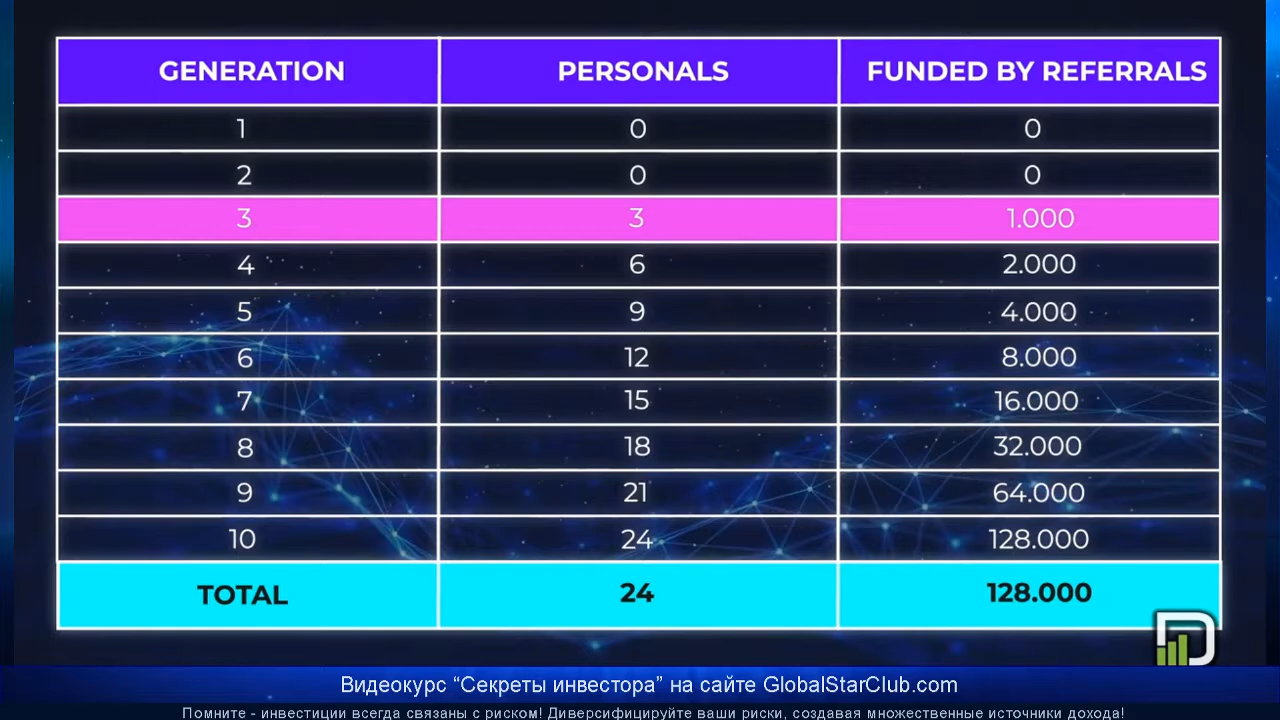 GENERATION PERSONALS FUNDED BY REFERRALS
1 0 0
2 0 0
3 3 1.000
4 6 2.000
5 9 4.000
6 12 8.000
7 15 16.000
8 18 32.000
9 21 64.000
10 24 128.000
TOTAL 24 128.000
Видеокурс “Секреты инвестора” на сайте GlobalStarClub.com
Помните - инвестиции всегда связаны с риском! Диверсифицируйте ваши риски, создавая множественные источники дохода!